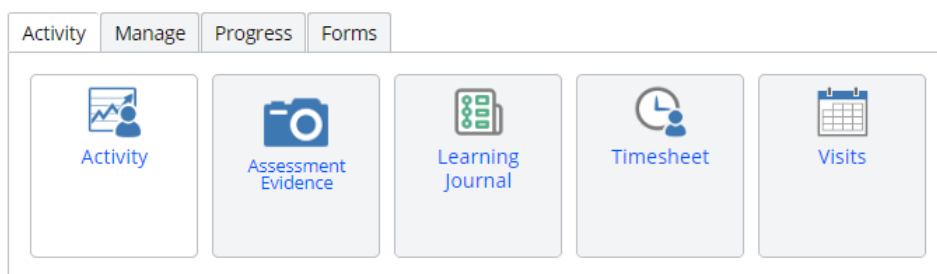 Activity Manage Progress Forms
Activity
Assessment
Evidence
Learning
Journal
Timesheet
Visits